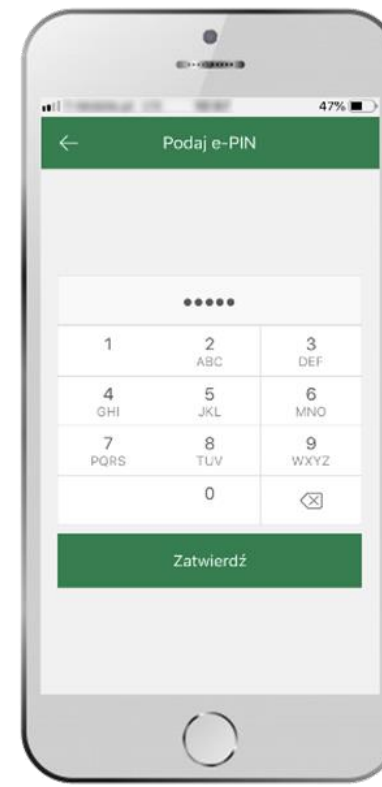 47%
Podaj e-PIN
•••••
1 2 3
ABC DEF
4 5 6
GHI JKL MNO
7 8 9
PQRS TUV WXYZ
0
Zatwierdź